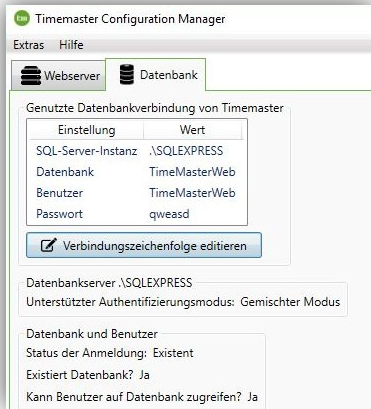 tm Timemaster Configuration Manager
Extras Hilfe
Webserver Datenbank
Genutzte Datenbankverbindung von Timemaster
Einstellung Wert
SQL-Server-Instanz .\SQLEXPRESS
Datenbank TimeMasterWeb
Benutzer TimeMasterWeb
Passwort qweasd
Verbindungszeichenfolge editieren
Datenbankserver .\SQLEXPRESS
Unterstützter Authentifizierungsmodus: Gemischter Modus
Datenbank und Benutzer
Status der Anmeldung: Existent
Existiert Datenbank? Ja
Kann Benutzer auf Datenbank zugreifen? Ja